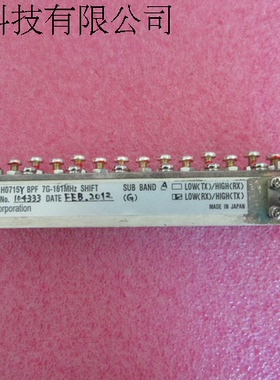 科技有限公司
H0715Y BPF 7G-161MHz SHIFT
No. 104333 DATE FEB.2012
orporation
SUB BAND A
(G)
LOW(TX)/HIGH(RX)
LOW(RX)/HIGH(TX)
MADE IN JAPAN